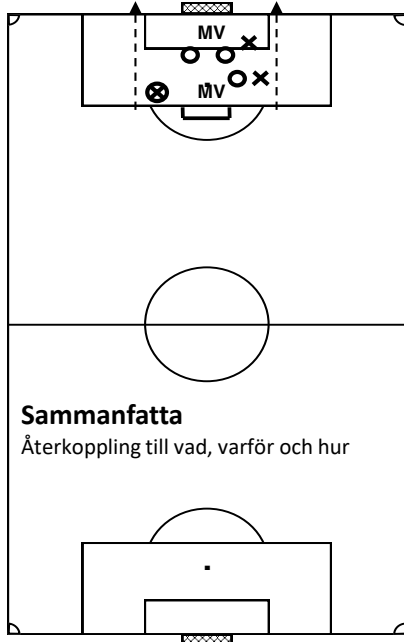 MV
MV
Sammanfatta
Återkoppling till vad, varför och hur